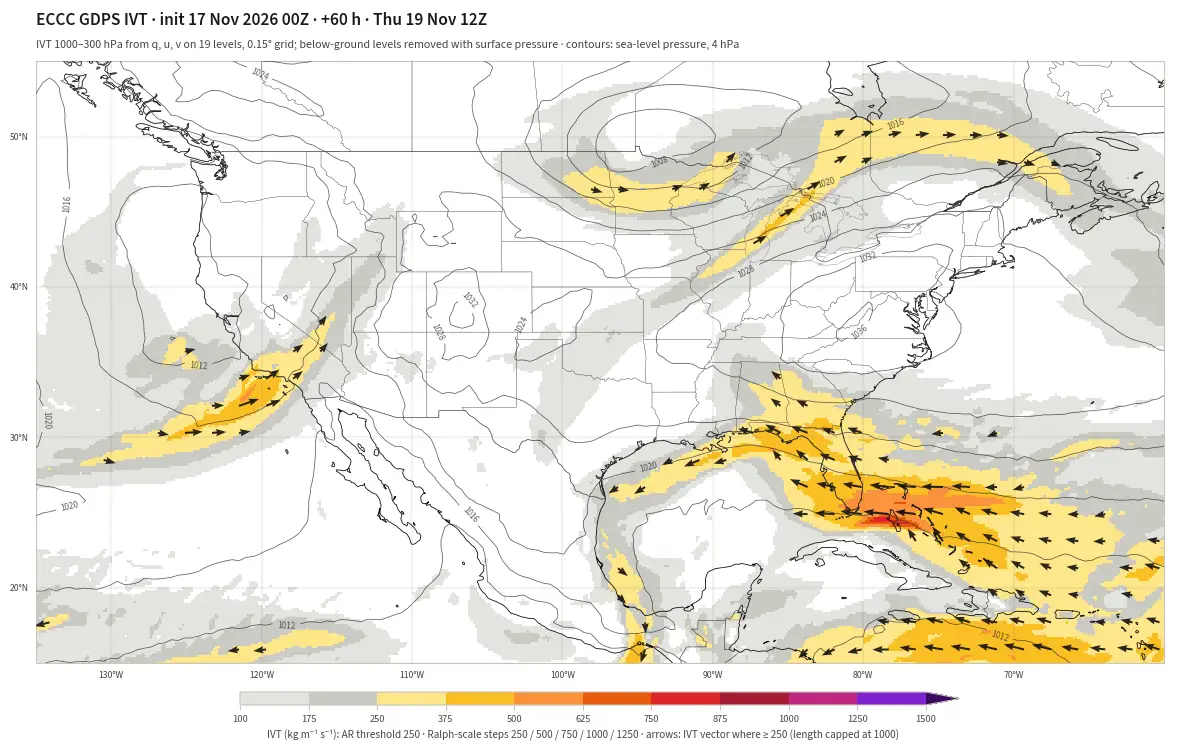 ECCC GDPS IVT · init 17 Nov 2026 00Z · +60 h · Thu 19 Nov 12Z
IVT 1000–300 hPa from q, u, v on 19 levels, 0.15° grid; below-ground levels removed with surface pressure · contours: sea-level pressure, 4 hPa
1024
50°N
1016
1008
1012
1020
1016
1024
1028
1032
40°N
1032
1028
1024
1036
1012
1020
30°N
1020
1020
1016
20°N
1012
1012
130°W
120°W
110°W
100°W
90°W
80°W
70°W
100
175
250
375
500
625
750
875
1000
1250
1500
IVT (kg m⁻¹ s⁻¹): AR threshold 250 · Ralph-scale steps 250 / 500 / 750 / 1000 / 1250 · arrows: IVT vector where ≥ 250 (length capped at 1000)